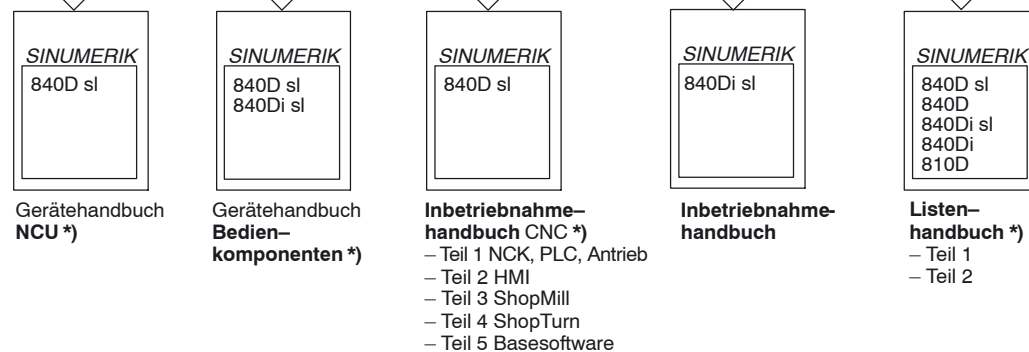 SINUMERIK
840D sl
Gerätehandbuch
NCU *)
SINUMERIK
840D sl
840Di sl
Gerätehandbuch
Bedien–
komponenten *)
SINUMERIK
840D sl
Inbetriebnahme–
handbuch CNC *)
– Teil 1 NCK, PLC, Antrieb
– Teil 2 HMI
– Teil 3 ShopMill
– Teil 4 ShopTurn
– Teil 5 Basesoftware
SINUMERIK
840Di sl
Inbetriebnahme-
handbuch
SINUMERIK
840D sl
840D
840Di sl
840Di
810D
Listen–
handbuch *)
– Teil 1
– Teil 2